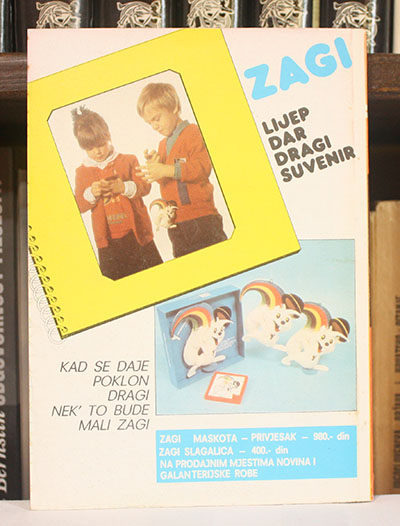 ZAGI
LIJEP
DAR
DRAGI
SUVENIR
KAD SE DAJE
POKLON
DRAGI
NEK' TO BUDE
MALI ZAGI
ZAGI MASKOTA – PRIVJESAK – 980.- din
ZAGI SLAGALICA – 400.- din
NA PRODAJNIM MJESTIMA NOVINA I
GALANTERIJSKE ROBE